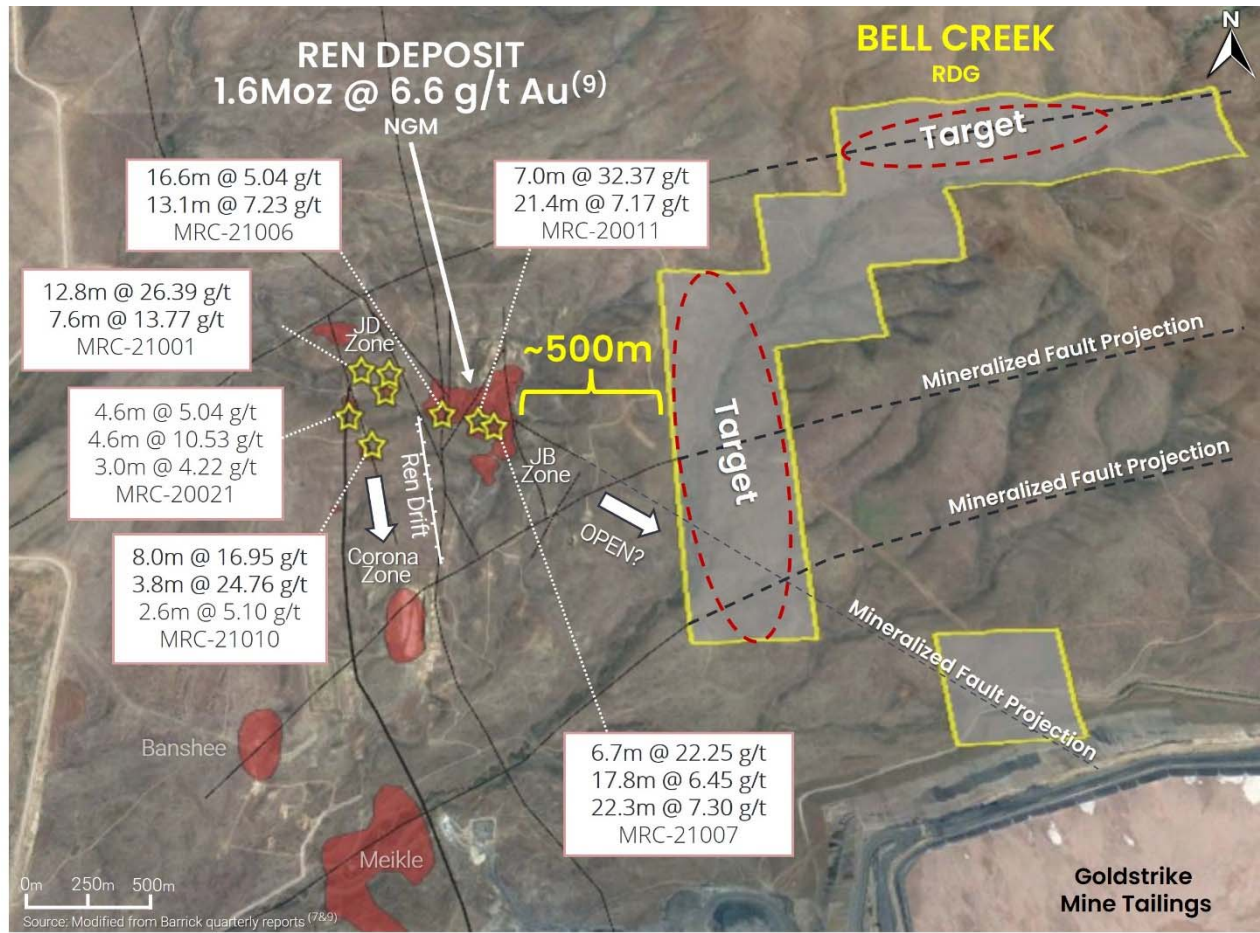 REN DEPOSIT
1.6Moz @ 6.6 g/t Au(9)
NGM
BELL CREEK
RDG
N
Target
16.6m @ 5.04 g/t
13.1m @ 7.23 g/t
MRC-21006
7.0m @ 32.37 g/t
21.4m @ 7.17 g/t
MRC-20011
12.8m @ 26.39 g/t
7.6m @ 13.77 g/t
MRC-21001
JD
Zone
~500m
Mineralized Fault Projection
4.6m @ 5.04 g/t
4.6m @ 10.53 g/t
3.0m @ 4.22 g/t
MRC-20021
Ren Drift
JB
Zone
Target
OPEN?
Mineralized Fault Projection
8.0m @ 16.95 g/t
3.8m @ 24.76 g/t
2.6m @ 5.10 g/t
MRC-21010
Corona
Zone
Mineralized Fault Projection
Banshee
6.7m @ 22.25 g/t
17.8m @ 6.45 g/t
22.3m @ 7.30 g/t
MRC-21007
Meikle
Goldstrike
Mine Tailings
0m 250m 500m
Source: Modified from Barrick quarterly reports (7&9)